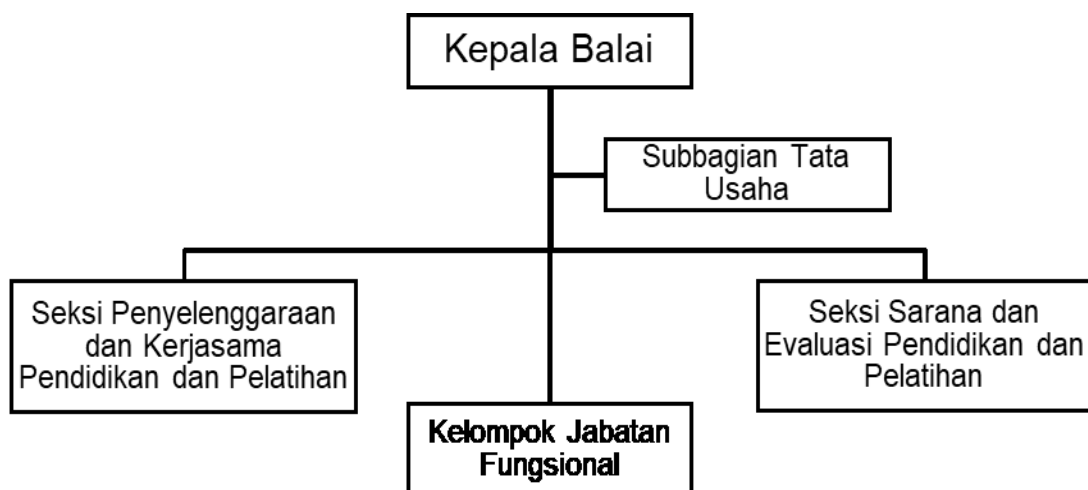 Kepala Balai
Subbagian Tata
Usaha
Seksi Penyelenggaraan
dan Kerjasama
Pendidikan dan Pelatihan
Seksi Sarana dan
Evaluasi Pendidikan dan
Pelatihan
Kelompok Jabatan
Fungsional